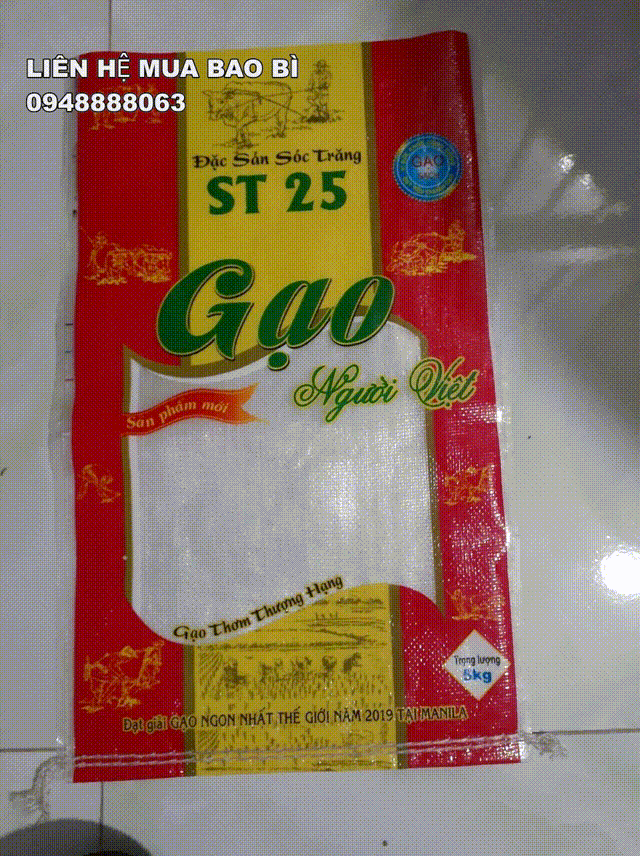 LIÊN HỆ MUA BAO BÌ
0948888063
Đặc Sản Sóc Trăng
ST 25
GẠO
Gạo
Người Việt
Sản phẩm mới
Gạo Thơm Thượng Hạng
Trọng lượng
5kg
Đạt giải GẠO NGON NHẤT THẾ GIỚI NĂM 2019 TẠI MANILA